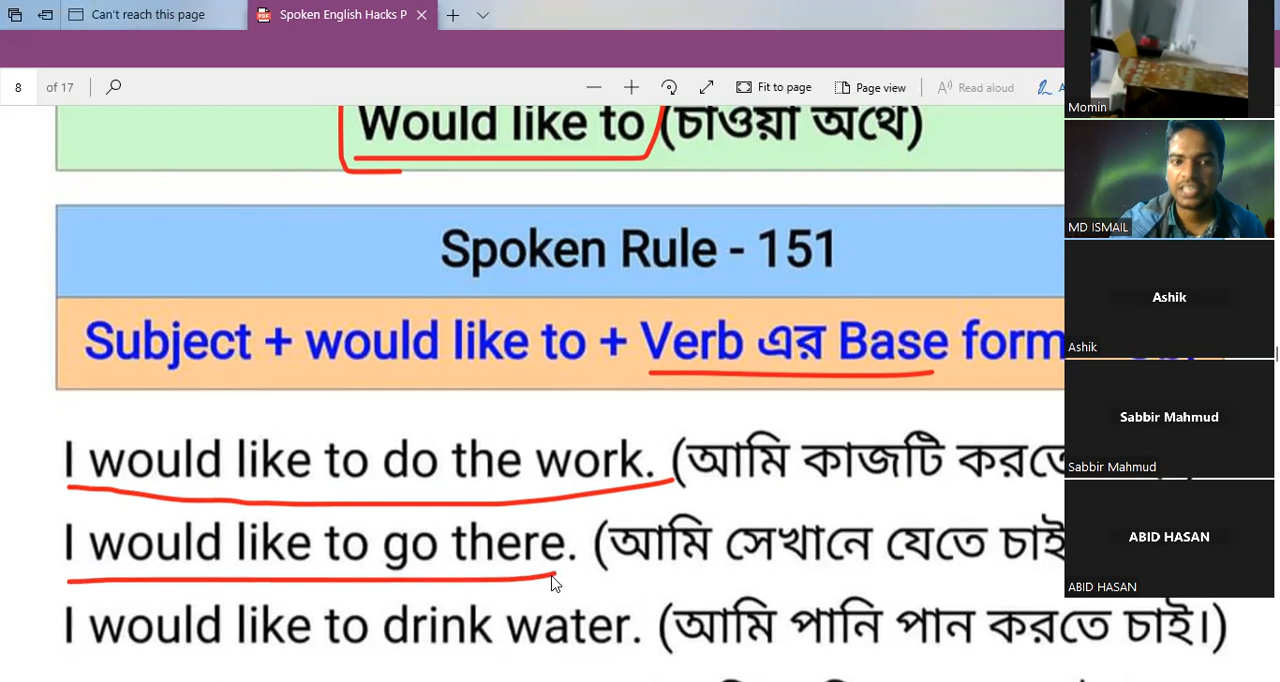 Can't reach this page
Spoken English Hacks P
8 of 17
Fit to page
Page view
Read aloud
Would like to (চাওয়া অর্থে)
Spoken Rule - 151
Subject + would like to + Verb এর Base form
I would like to do the work. (আমি কাজটি করতে
I would like to go there. (আমি সেখানে যেতে চাই
I would like to drink water. (আমি পানি পান করতে চাই।)
Momin
MD ISMAIL
Ashik
Ashik
Sabbir Mahmud
Sabbir Mahmud
ABID HASAN
ABID HASAN